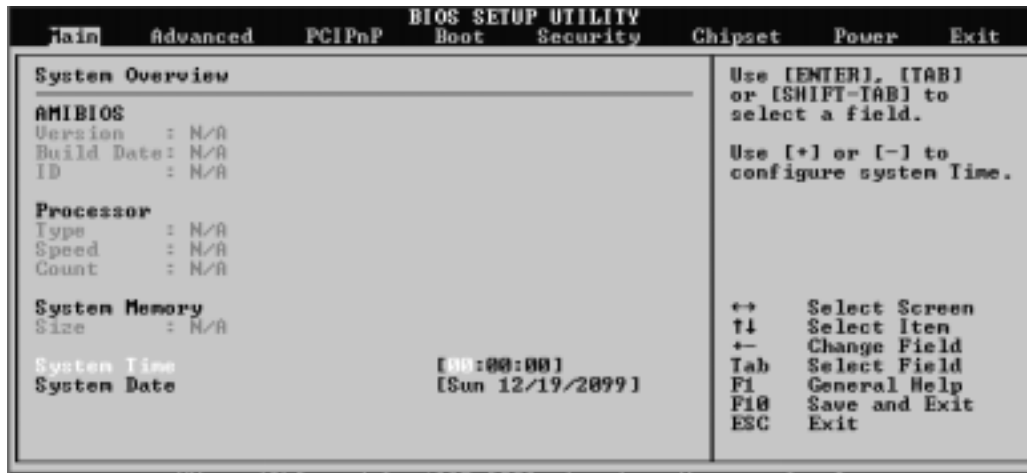 BIOS SETUP UTILITY
Main Advanced PCIPnP Boot Security Chipset Power Exit
System Overview
AMIBIOS
Version : N/A
Build Date: N/A
ID : N/A
Processor
Type : N/A
Speed : N/A
Count : N/A
System Memory
Size : N/A
System Time [00:00:00]
System Date [Sun 12/19/2099]
Use [ENTER], [TAB]
or [SHIFT-TAB] to
select a field.
Use [+] or [-] to
configure system Time.
↔ Select Screen
↑↓ Select Item
+- Change Field
Tab Select Field
F1 General Help
F10 Save and Exit
ESC Exit